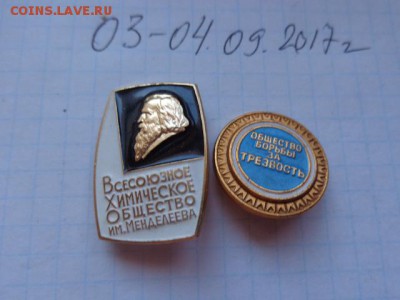 COINS.LAVE.RU
03-04.09.2017г
Всесоюзное
Химическое
Общество
им. Менделеева
ОБЩЕСТВО
БОРЬБЫ
ЗА
ТРЕЗВОСТЬ